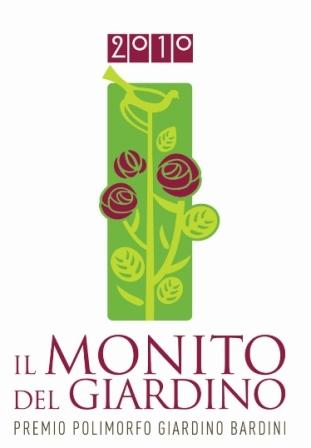 2010
IL MONITO
DEL GIARDINO
PREMIO POLIMORFO GIARDINO BARDINI